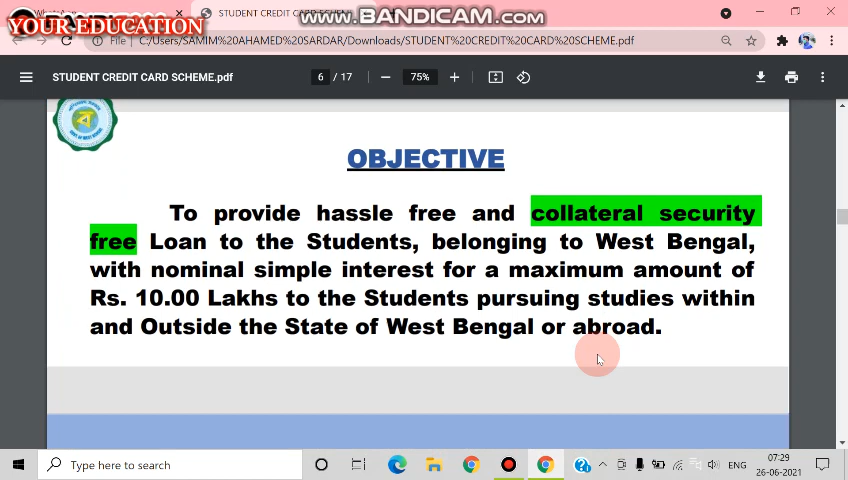 www.BANDICAM.com
YOUR EDUCATION
STUDENT CREDIT CARD SCHEM
File C:/Users/SAMIM%20AHAMED%20SARDAR/Downloads/STUDENT%20CREDIT%20CARD%20SCHEME.pdf
STUDENT CREDIT CARD SCHEME.pdf
6 / 17
75%
OBJECTIVE
To provide hassle free and collateral security
free Loan to the Students, belonging to West Bengal,
with nominal simple interest for a maximum amount of
Rs. 10.00 Lakhs to the Students pursuing studies within
and Outside the State of West Bengal or abroad.
Type here to search
ENG
07:29
26-06-2021